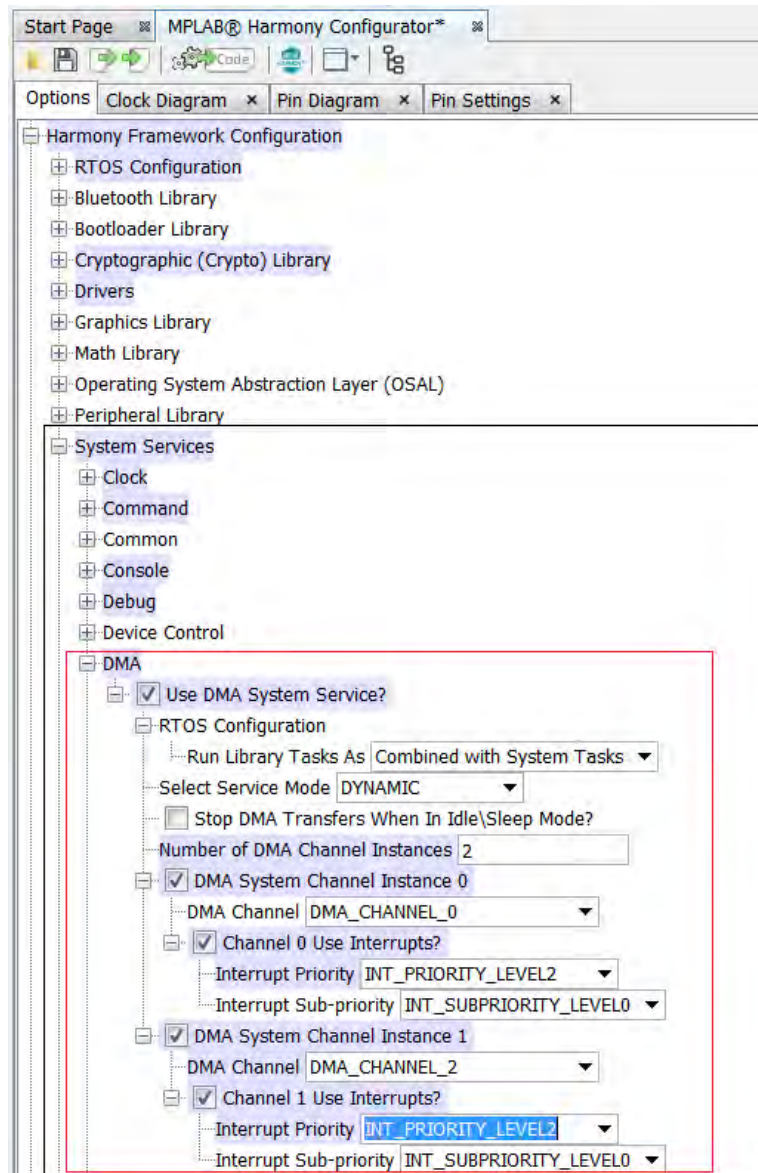 Start Page MPLAB® Harmony Configurator*
Code
Options Clock Diagram × Pin Diagram × Pin Settings ×
Harmony Framework Configuration
RTOS Configuration
Bluetooth Library
Bootloader Library
Cryptographic (Crypto) Library
Drivers
Graphics Library
Math Library
Operating System Abstraction Layer (OSAL)
Peripheral Library
System Services
Clock
Command
Common
Console
Debug
Device Control
DMA
Use DMA System Service?
RTOS Configuration
Run Library Tasks As Combined with System Tasks
Select Service Mode DYNAMIC
Stop DMA Transfers When In Idle\Sleep Mode?
Number of DMA Channel Instances 2
DMA System Channel Instance 0
DMA Channel DMA_CHANNEL_0
Channel 0 Use Interrupts?
Interrupt Priority INT_PRIORITY_LEVEL2
Interrupt Sub-priority INT_SUBPRIORITY_LEVEL0
DMA System Channel Instance 1
DMA Channel DMA_CHANNEL_2
Channel 1 Use Interrupts?
Interrupt Priority INT_PRIORITY_LEVEL2
Interrupt Sub-priority INT_SUBPRIORITY_LEVEL0